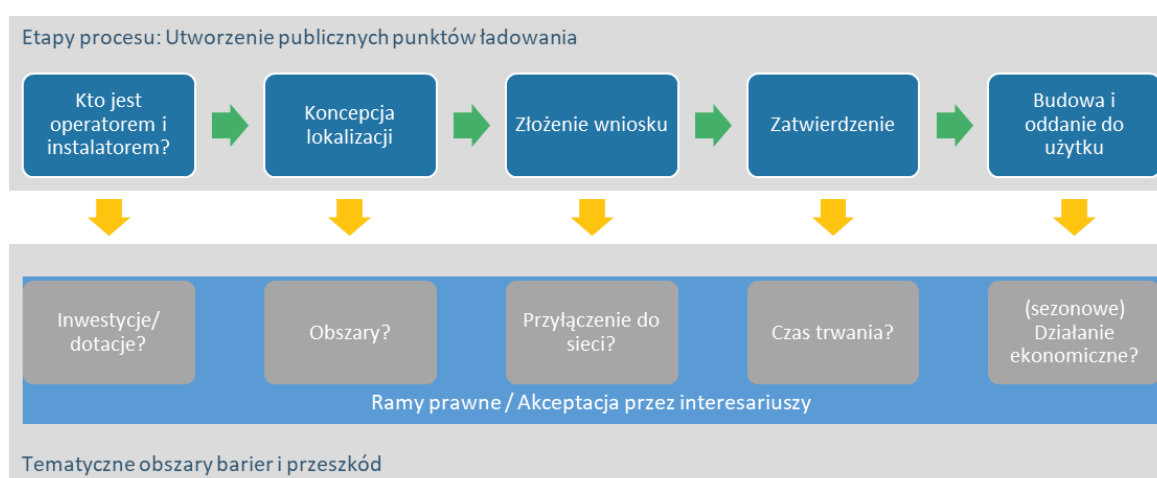 Etapy procesu: Utworzenie publicznych punktów ładowania
Kto jest
operatorem i
instalatorem?
Koncepcja
lokalizacji
Złożenie wniosku
Zatwierdzenie
Budowa i
oddanie do
użytku
Inwestycje/
dotacje?
Obszary?
Przyłączenie do
sieci?
Czas trwania?
(sezonowe)
Działanie
ekonomiczne?
Ramy prawne / Akceptacja przez interesariuszy
Tematyczne obszary barier i przeszkód